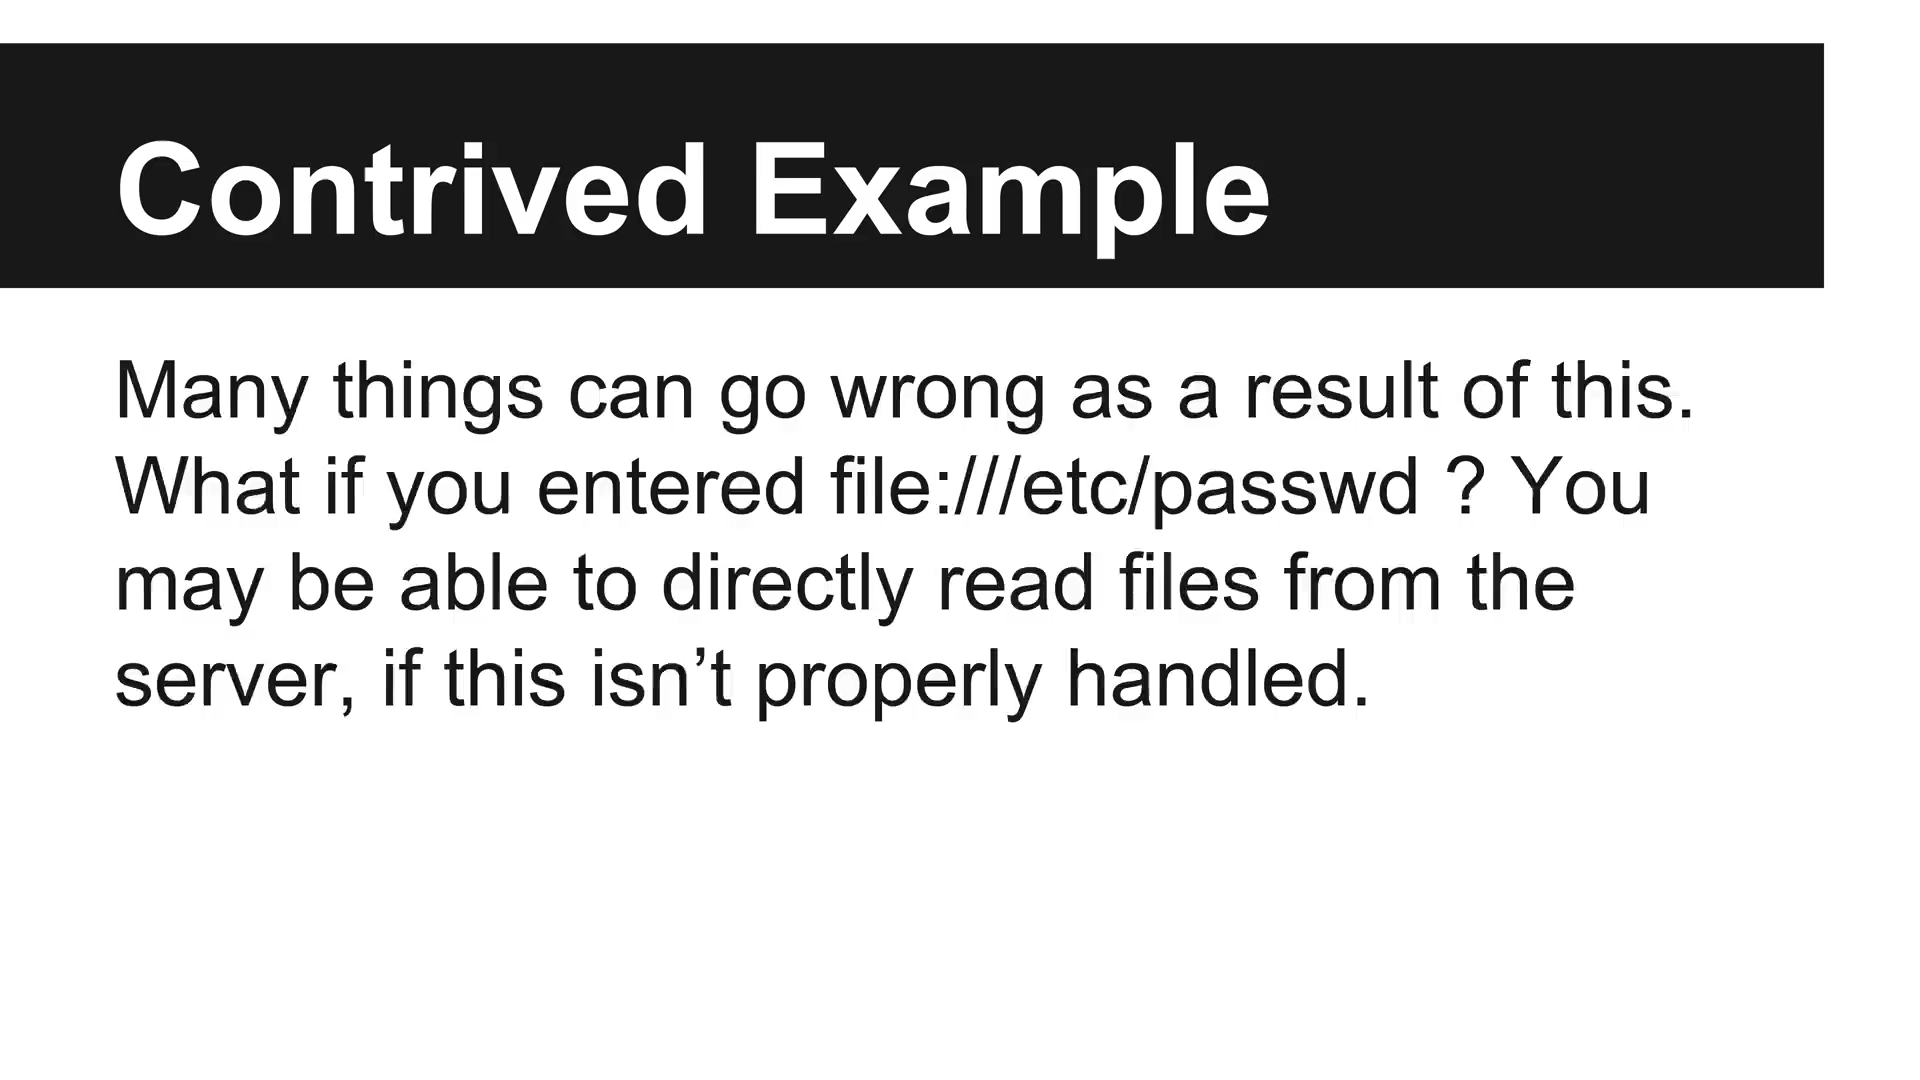 Contrived Example
Many things can go wrong as a result of this.
What if you entered file:///etc/passwd ? You
may be able to directly read files from the
server, if this isn’t properly handled.